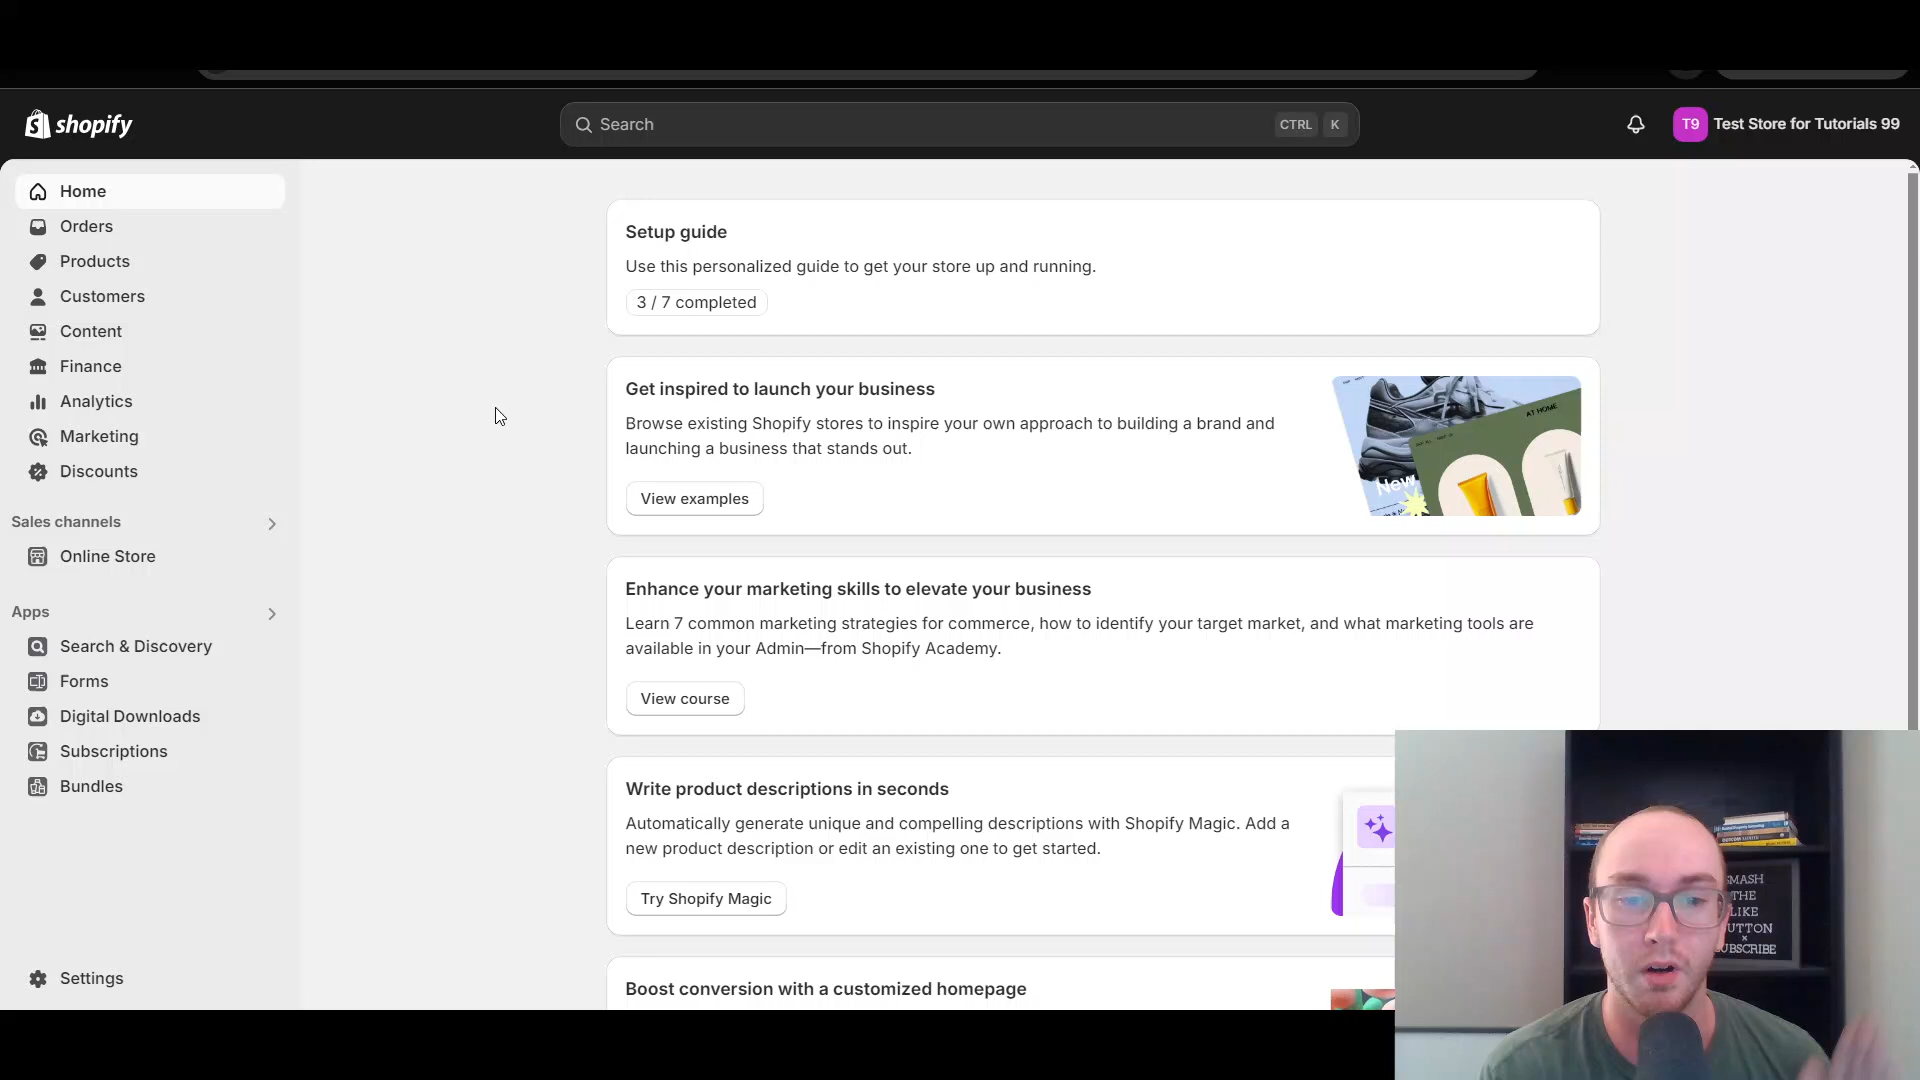 shopify
Search
CTRL K
T9 Test Store for Tutorials 99
Home
Orders
Products
Customers
Content
Finance
Analytics
Marketing
Discounts
Sales channels
Online Store
Apps
Search & Discovery
Forms
Digital Downloads
Subscriptions
Bundles
Settings
Setup guide
Use this personalized guide to get your store up and running.
3 / 7 completed
Get inspired to launch your business
Browse existing Shopify stores to inspire your own approach to building a brand and
launching a business that stands out.
View examples
AT HOME
New
Enhance your marketing skills to elevate your business
Learn 7 common marketing strategies for commerce, how to identify your target market, and what marketing tools are
available in your Admin—from Shopify Academy.
View course
Write product descriptions in seconds
Automatically generate unique and compelling descriptions with Shopify Magic. Add a
new product description or edit an existing one to get started.
Try Shopify Magic
Boost conversion with a customized homepage
SMASH
THE
LIKE
BUTTON
×
SUBSCRIBE